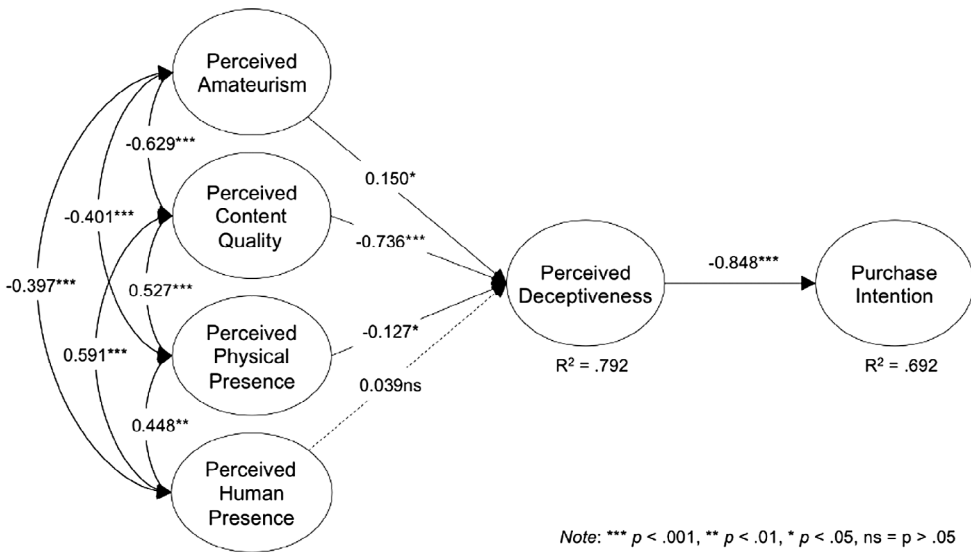 Perceived
Amateurism
-0.629***
0.150*
Perceived
Content
Quality
-0.401***
-0.736***
-0.397***
0.527***
Perceived
Deceptiveness
-0.848***
Purchase
Intention
Perceived
Physical
Presence
-0.127*
0.591***
R² = .792
R² = .692
0.039ns
0.448**
Perceived
Human
Presence
Note: *** p < .001, ** p < .01, * p < .05, ns = p > .05